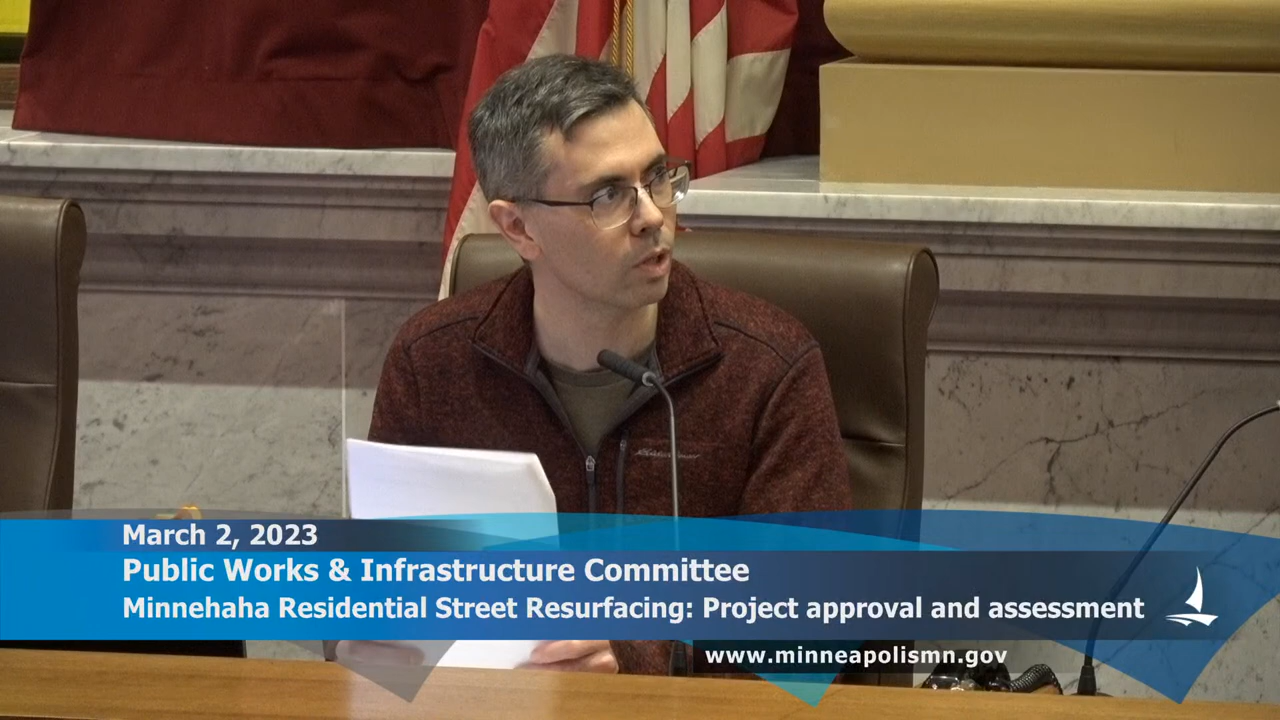 March 2, 2023
Public Works & Infrastructure Committee
Minnehaha Residential Street Resurfacing: Project approval and assessment
www.minneapolismn.gov